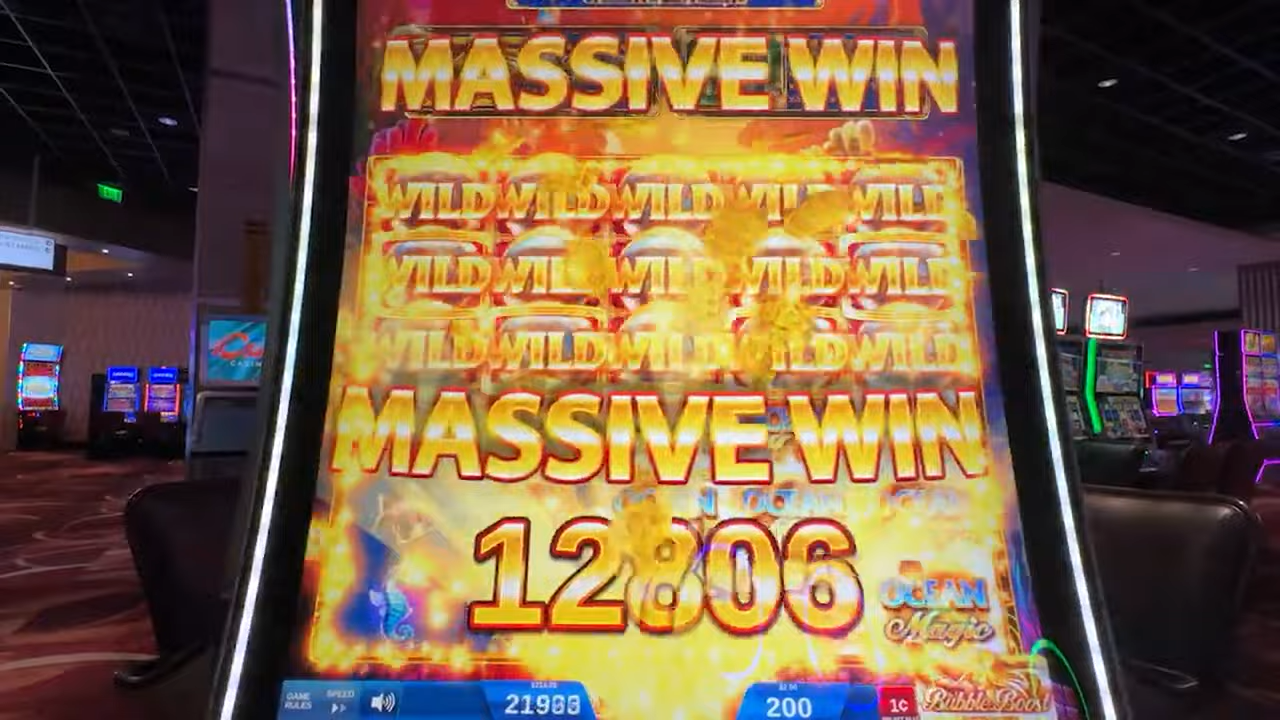 MASSIVE WIN
WILD WILD WILD WILD WILD
WILD WILD WILD WILD WILD
WILD WILD WILD WILD WILD
MASSIVE WIN
12806
OCEAN
Magic
GAME RULES
SPEED
200
1¢
Bubble Boost